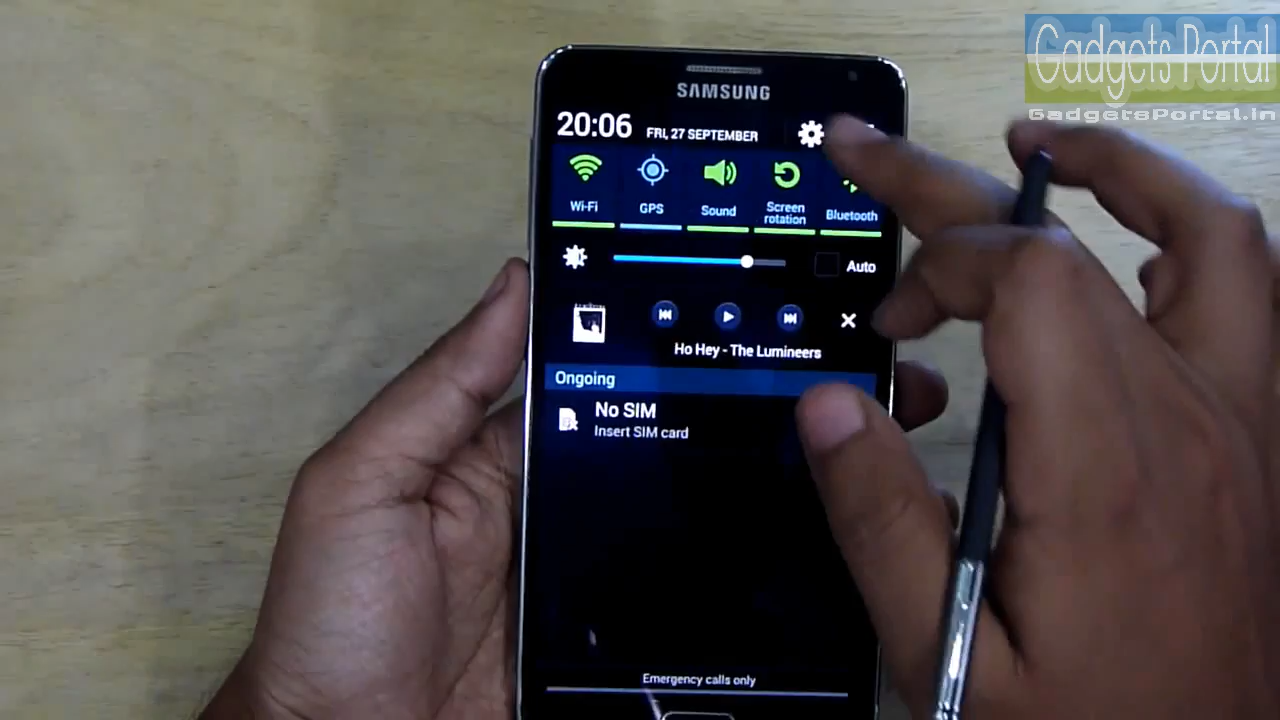 Gadgets Portal
GadgetsPortal.in
SAMSUNG
20:06 FRI, 27 SEPTEMBER
Wi-Fi GPS Sound Screen rotation Bluetooth
Auto
Ho Hey - The Lumineers
Ongoing
No SIM
Insert SIM card
Emergency calls only